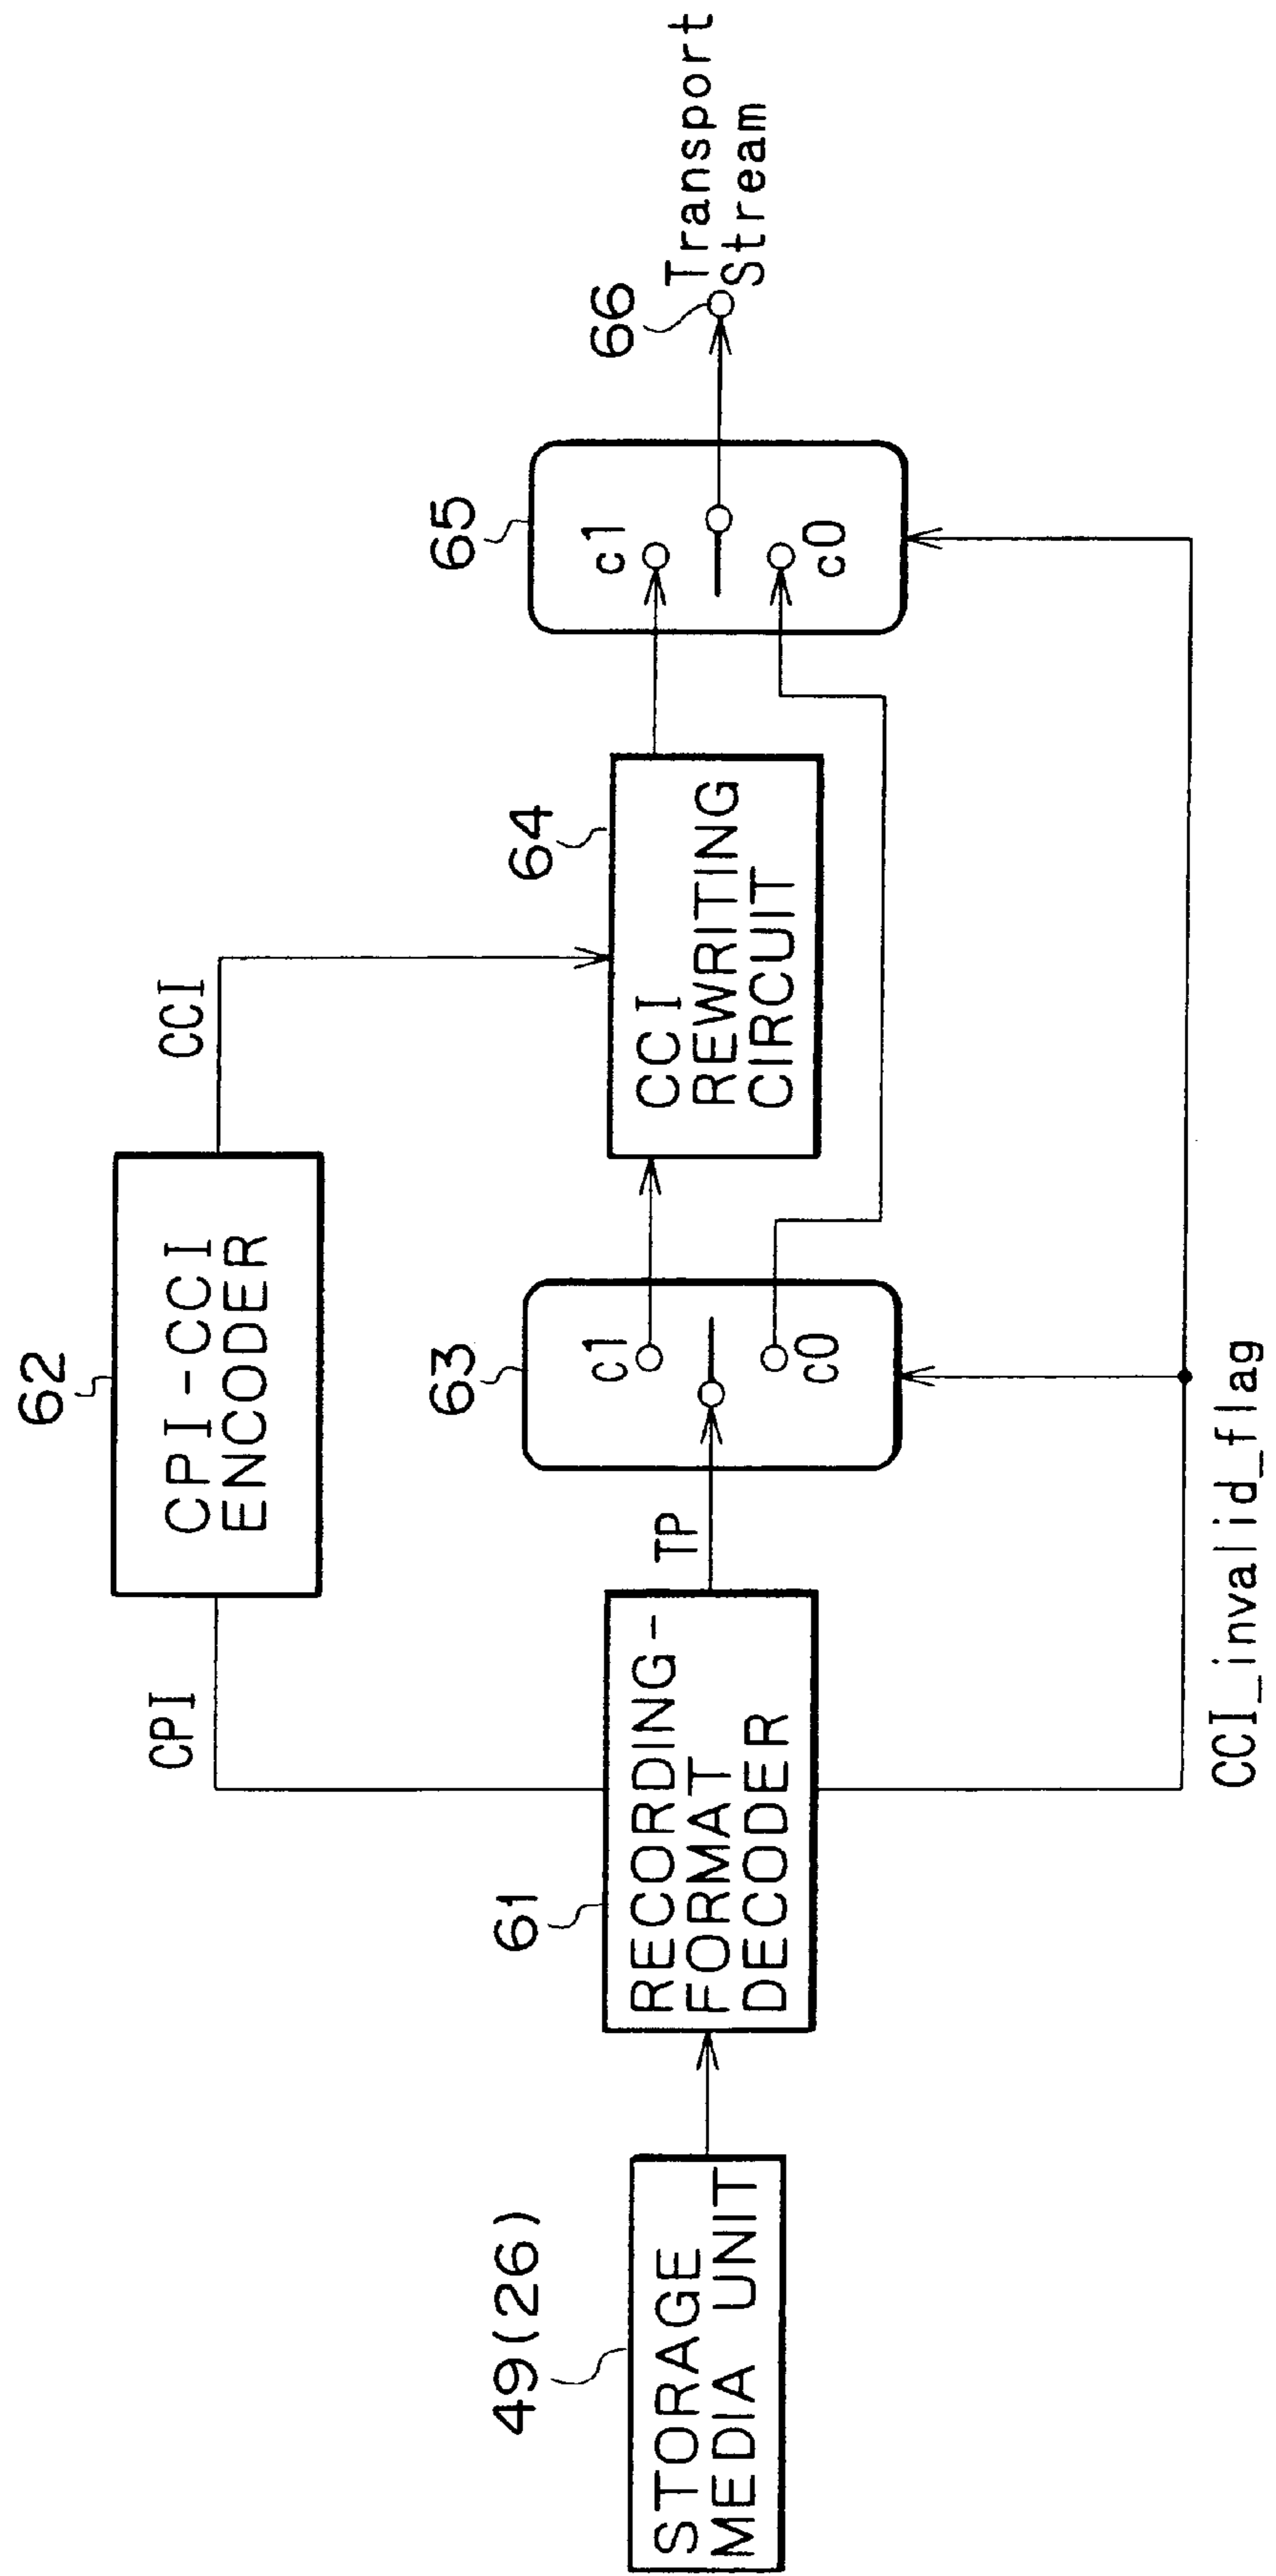 62
CPI-CCI
ENCODER
CPI
CCI
49(26)
STORAGE
MEDIA UNIT
61
RECORDING-
FORMAT
DECODER
TP
63
c1
c0
64
CCI
REWRITING
CIRCUIT
65
c1
c0
66
Transport
Stream
CCI_invalid_flag